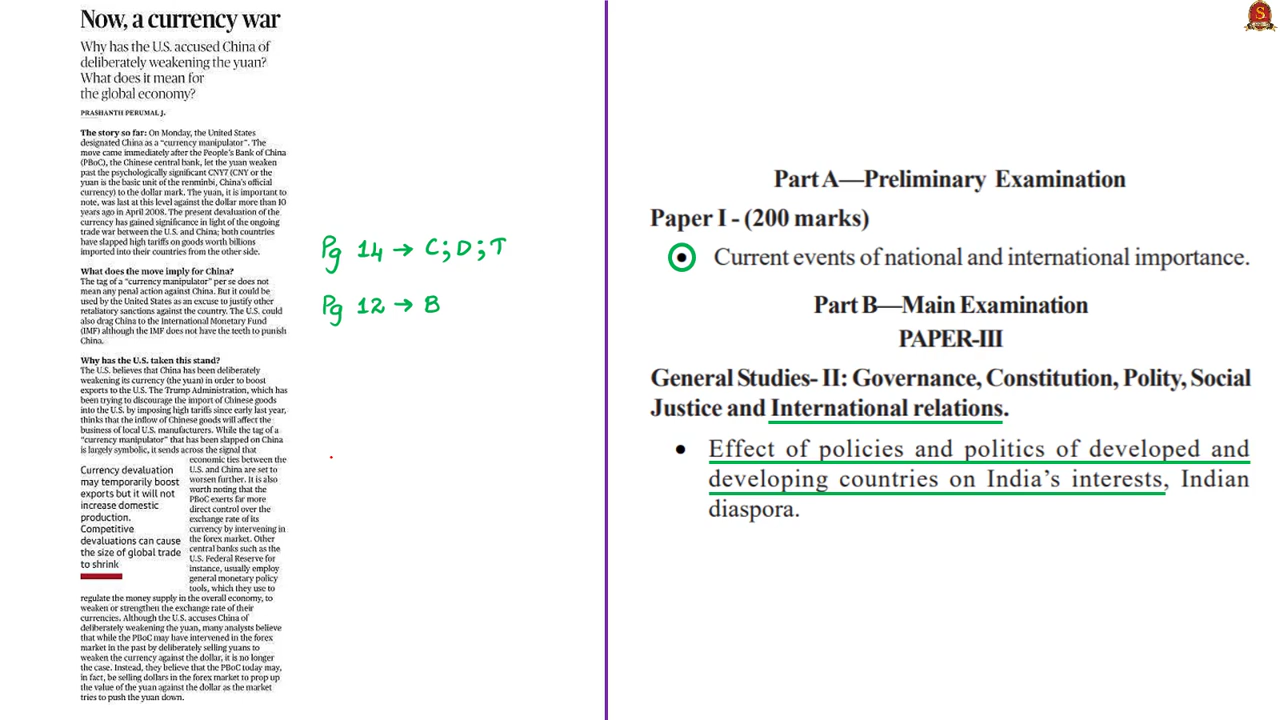 Now, a currency war
Why has the U.S. accused China of
deliberately weakening the yuan?
What does it mean for
the global economy?
PRASHANTH PERUMAL J.
The story so far: On Monday, the United States
designated China as a “currency manipulator”. The
move came immediately after the People's Bank of China
(PBoC), the Chinese central bank, let the yuan weaken
past the psychologically significant CNY7 (CNY or the
yuan is the basic unit of the renminbi, China's official
currency) to the dollar mark. The yuan, it is important to
note, was last at this level against the dollar more than 10
years ago in April 2008. The present devaluation of the
currency has gained significance in light of the ongoing
trade war between the U.S. and China; both countries
have slapped high tariffs on goods worth billions
imported into their countries from the other side.
What does the move imply for China?
The tag of a “currency manipulator” per se does not
mean any penal action against China. But it could be
used by the United States as an excuse to justify other
retaliatory sanctions against the country. The U.S. could
also drag China to the International Monetary Fund
(IMF) although the IMF does not have the teeth to punish
China.
Why has the U.S. taken this stand?
The U.S. believes that China has been deliberately
weakening its currency (the yuan) in order to boost
exports to the U.S. The Trump Administration, which has
been trying to discourage the import of Chinese goods
into the U.S. by imposing high tariffs since early last year,
thinks that the inflow of Chinese goods will affect the
business of local U.S. manufacturers. While the tag of a
“currency manipulator” that has been slapped on China
is largely symbolic, it sends across the signal that
economic ties between the
U.S. and China are set to
worsen further. It is also
worth noting that the
PBoC exerts far more
direct control over the
exchange rate of its
currency by intervening in
the forex market. Other
central banks such as the
U.S. Federal Reserve for
instance, usually employ
general monetary policy
tools, which they use to
regulate the money supply in the overall economy, to
weaken or strengthen the exchange rate of their
currencies. Although the U.S. accuses China of
deliberately weakening the yuan, many analysts believe
that while the PBoC may have intervened in the forex
market in the past by deliberately selling yuans to
weaken the currency against the dollar, it is no longer
the case. Instead, they believe that the PBoC today may,
in fact, be selling dollars in the forex market to prop up
the value of the yuan against the dollar as the market
tries to push the yuan down.
Currency devaluation
may temporarily boost
exports but it will not
increase domestic
production.
Competitive
devaluations can cause
the size of global trade
to shrink
Pg 14 → C; D; T
Pg 12 → B
Part A—Preliminary Examination
Paper I - (200 marks)
• Current events of national and international importance.
Part B—Main Examination
PAPER-III
General Studies- II: Governance, Constitution, Polity, Social
Justice and International relations.
• Effect of policies and politics of developed and
developing countries on India's interests, Indian
diaspora.
S